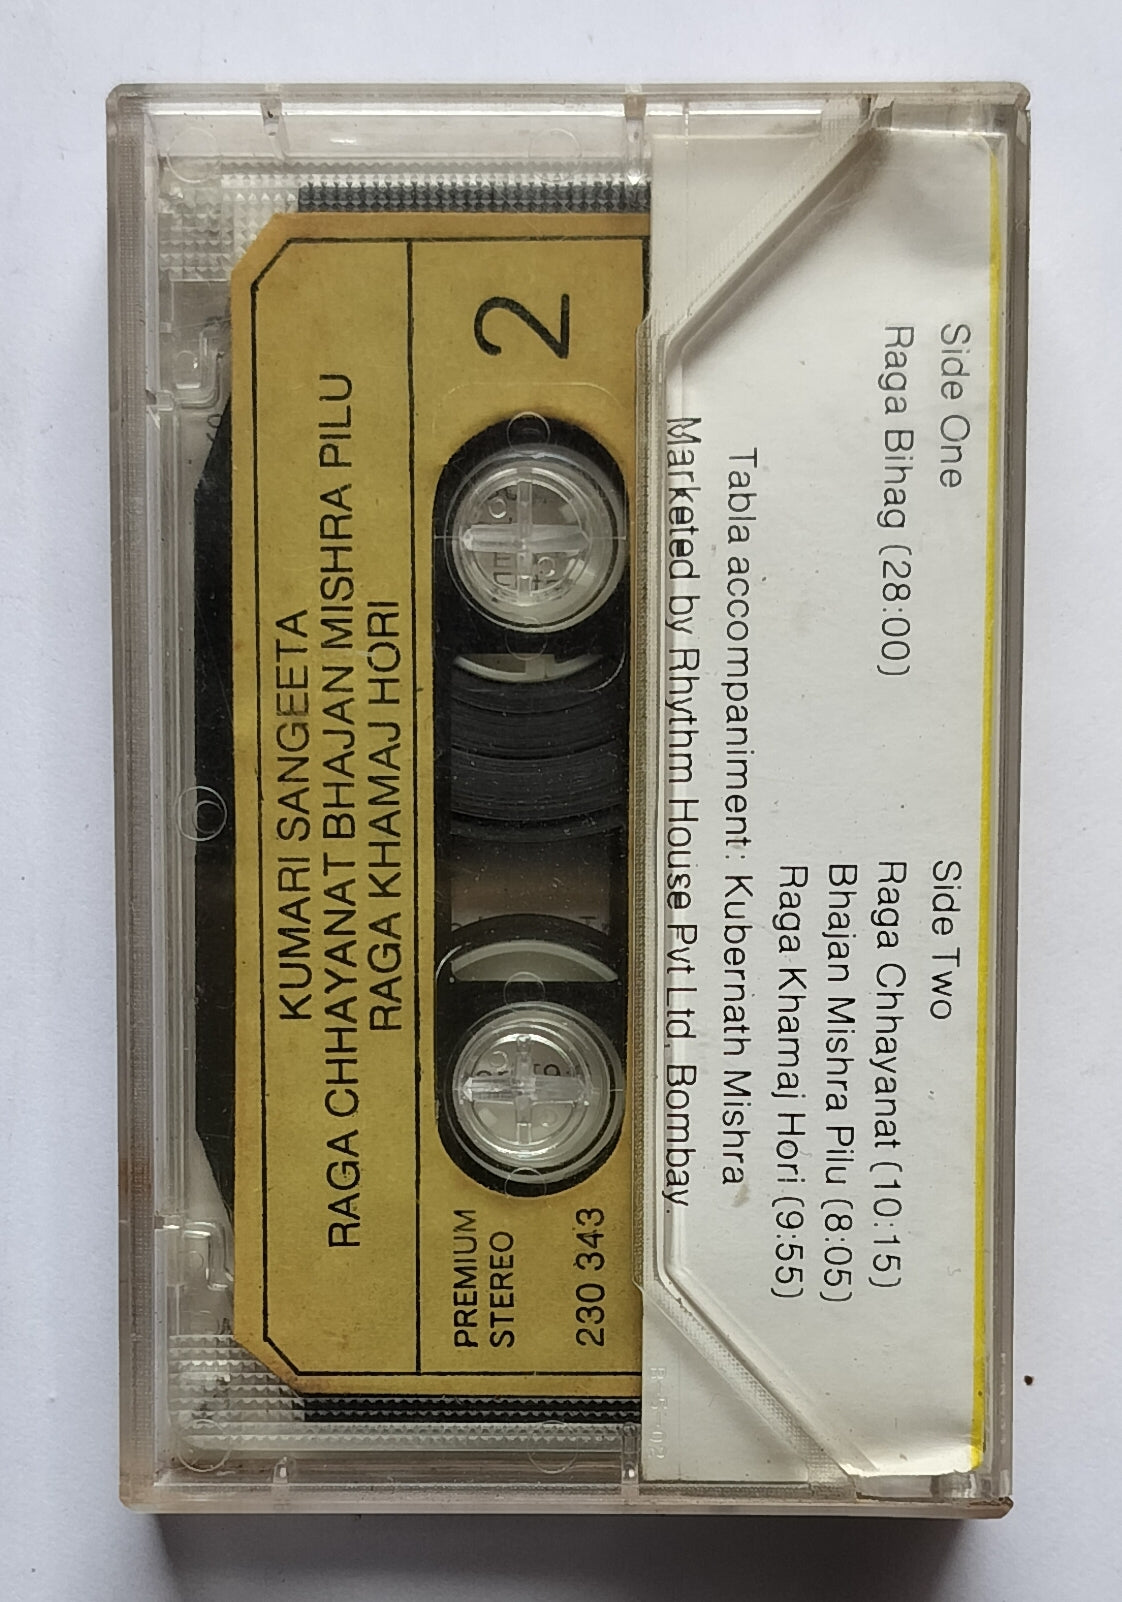 KUMARI SANGEETA
RAGA CHHAYANAT BHAJAN MISHRA PILU
RAGA KHAMAJ HORI
2
PREMIUM
STEREO
230 343
Side One
Raga Bihag (28:00)
Side Two
Raga Chhayanat (10:15)
Bhajan Mishra Pilu (8:05)
Raga Khamaj Hori (9:55)
Tabla accompaniment: Kubernath Mishra
Marketed by Rhythm House Pvt Ltd, Bombay.